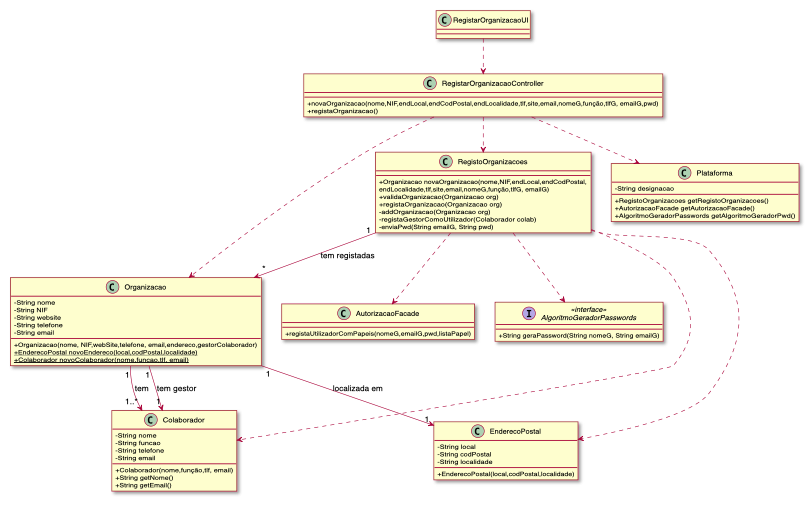 C RegistarOrganizacaoUI
C RegistarOrganizacaoController
+novaOrganizacao(nome,NIF,endLocal,endCodPostal,endLocalidade,tlf,site,email,nomeG,função,tlfG, emailG,pwd)
+registaOrganizacao()
C RegistoOrganizacoes
+Organizacao novaOrganizacao(nome,NIF,endLocal,endCodPostal,
endLocalidade,tlf,site,email,nomeG,função,tlfG, emailG)
+validaOrganizacao(Organizacao org)
+registaOrganizacao(Organizacao org)
-addOrganizacao(Organizacao org)
-registaGestorComoUtilizador(Colaborador colab)
-enviaPwd(String emailG, String pwd)
C Plataforma
-String designacao
+RegistoOrganizacoes getRegistoOrganizacoes()
+AutorizacaoFacade getAutorizacaoFacade()
+AlgoritmoGeradorPasswords getAlgoritmoGeradorPwd()
1
tem registadas
*
C Organizacao
-String nome
-String NIF
-String website
-String telefone
-String email
+Organizacao(nome, NIF,webSite,telefone, email,endereco,gestorColaborador)
+EnderecoPostal novoEndereco(local,codPostal,localidade)
+Colaborador novoColaborador(nome,funcao,tlf, email)
C AutorizacaoFacade
+registaUtilizadorComPapeis(nomeG,emailG,pwd,listaPapel)
I «interface»
AlgoritmoGeradorPasswords
+String geraPassword(String nomeG, String emailG)
1 1 1
tem tem gestor localizada em
1..* 1 1
C Colaborador
-String nome
-String funcao
-String telefone
-String email
+Colaborador(nome,função,tlf, email)
+String getNome()
+String getEmail()
C EnderecoPostal
-String local
-String codPostal
-String localidade
+EnderecoPostal(local,codPostal,localidade)